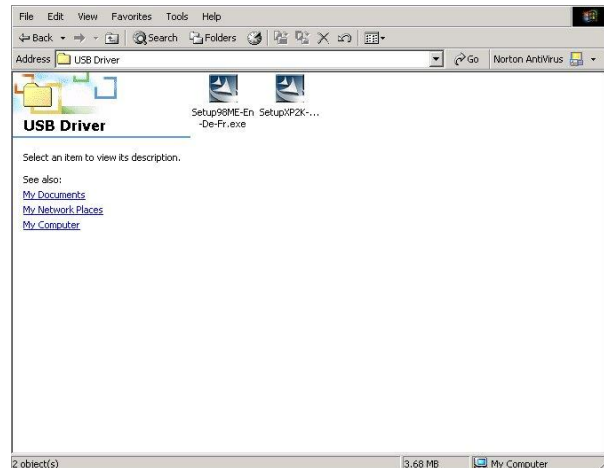 File Edit View Favorites Tools Help
Back Search Folders
Address USB Driver Go Norton AntiVirus
USB Driver
Select an item to view its description.
See also:
My Documents
My Network Places
My Computer
Setup98ME-En
-De-Fr.exe
SetupXP2K-...
2 object(s) 3.68 MB My Computer